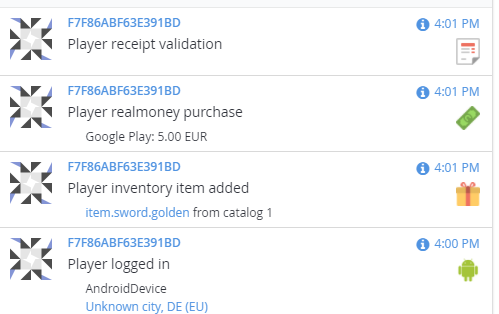 F7F86ABF63E391BD 4:01 PM
Player receipt validation
F7F86ABF63E391BD 4:01 PM
Player realmoney purchase
Google Play: 5.00 EUR
F7F86ABF63E391BD 4:01 PM
Player inventory item added
item.sword.golden from catalog 1
F7F86ABF63E391BD 4:00 PM
Player logged in
AndroidDevice
Unknown city, DE (EU)